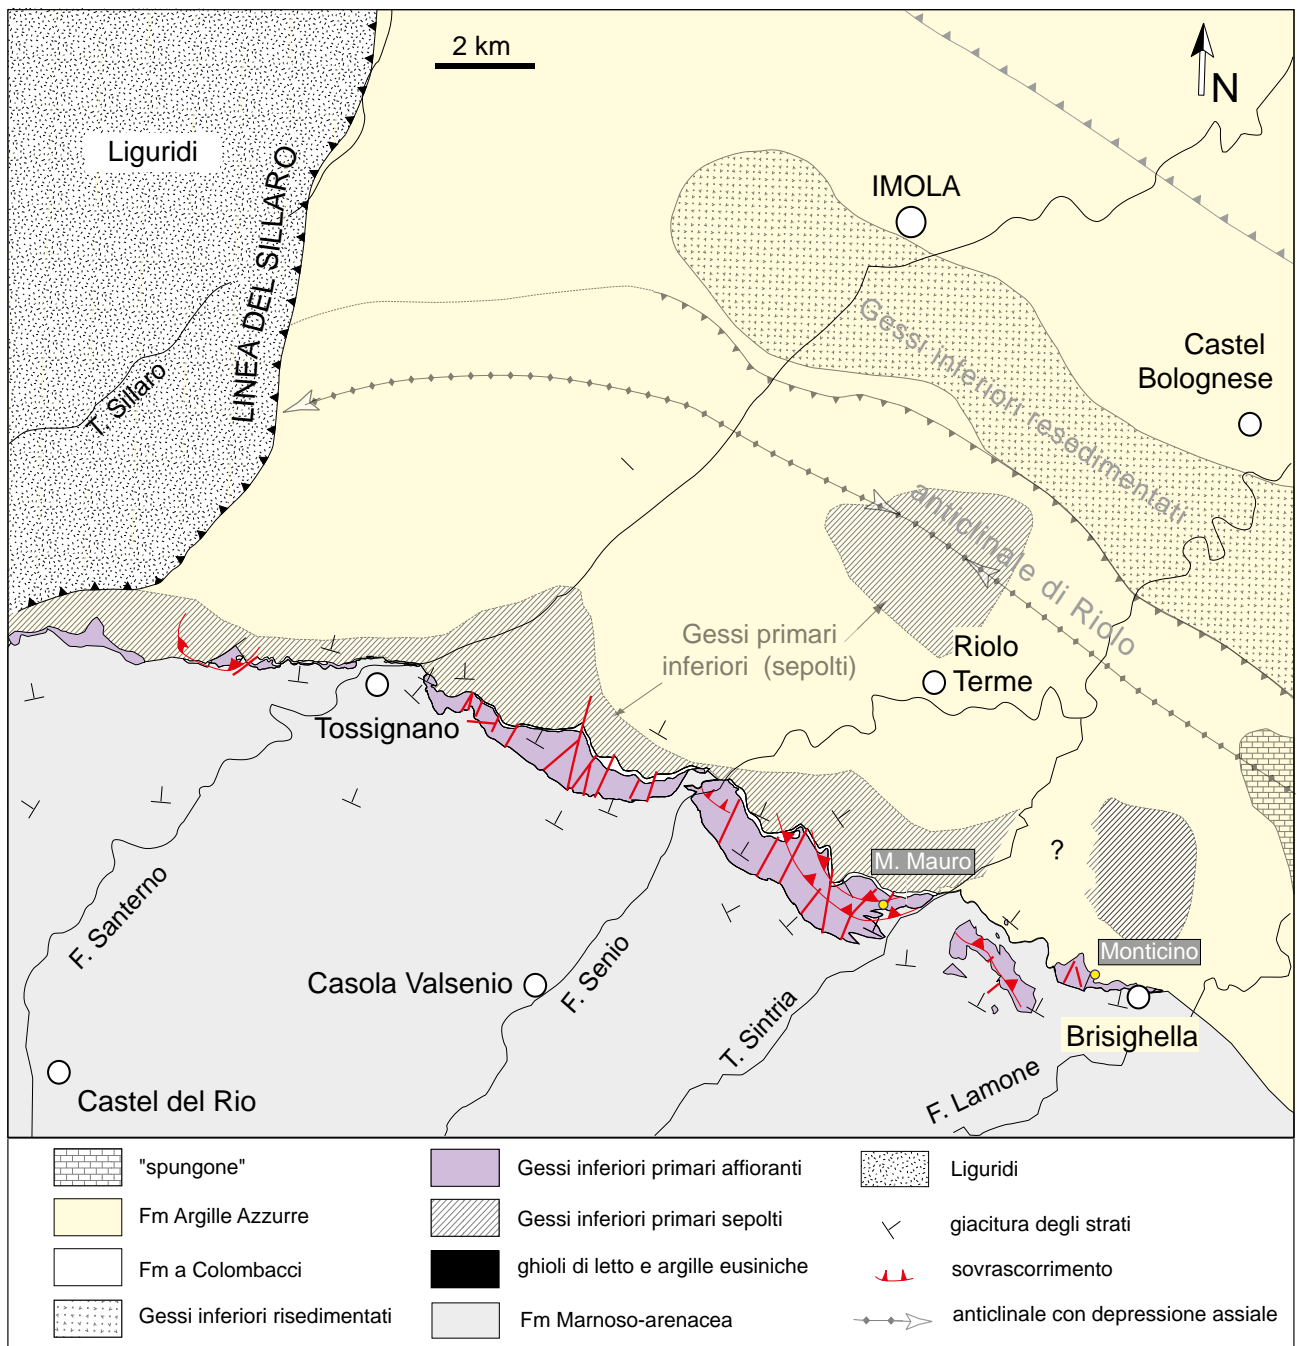 2 km
N
Liguridi
IMOLA
LINEA DEL SILLARO
T. Sillaro
Gessi inferiori resedimentati
Castel
Bolognese
anticlinale di Riolo
Gessi primari
inferiori (sepolti)
Riolo
Terme
Tossignano
?
M. Mauro
F. Santerno
Monticino
Casola Valsenio
F. Senio
T. Sintria
Brisighella
Castel del Rio
F. Lamone
"spungone"
Fm Argille Azzurre
Fm a Colombacci
Gessi inferiori risedimentati
Gessi inferiori primari affioranti
Gessi inferiori primari sepolti
ghioli di letto e argille eusiniche
Fm Marnoso-arenacea
Liguridi
giacitura degli strati
sovrascorrimento
anticlinale con depressione assiale